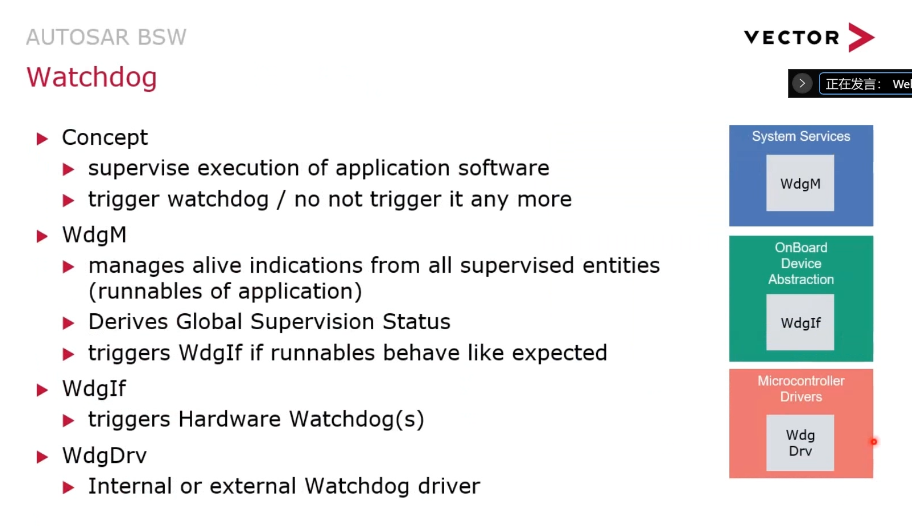 AUTOSAR BSW
VECTOR
Watchdog
正在发言:
Concept
supervise execution of application software
trigger watchdog / no not trigger it any more
WdgM
manages alive indications from all supervised entities
(runnables of application)
Derives Global Supervision Status
triggers WdgIf if runnables behave like expected
WdgIf
triggers Hardware Watchdog(s)
WdgDrv
Internal or external Watchdog driver
System Services
WdgM
OnBoard
Device
Abstraction
WdgIf
Microcontroller
Drivers
Wdg
Drv